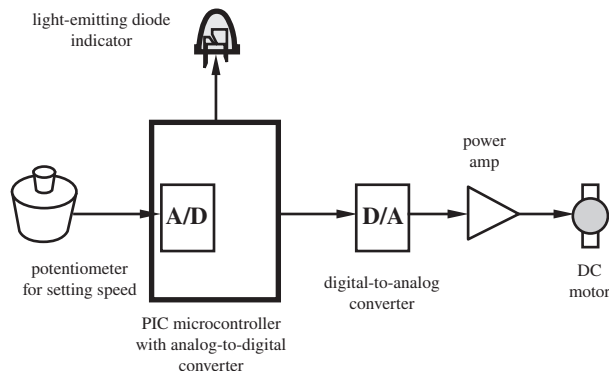 light-emitting diode
indicator
A/D
D/A
power
amp
potentiometer
for setting speed
PIC microcontroller
with analog-to-digital
converter
digital-to-analog
converter
DC
motor